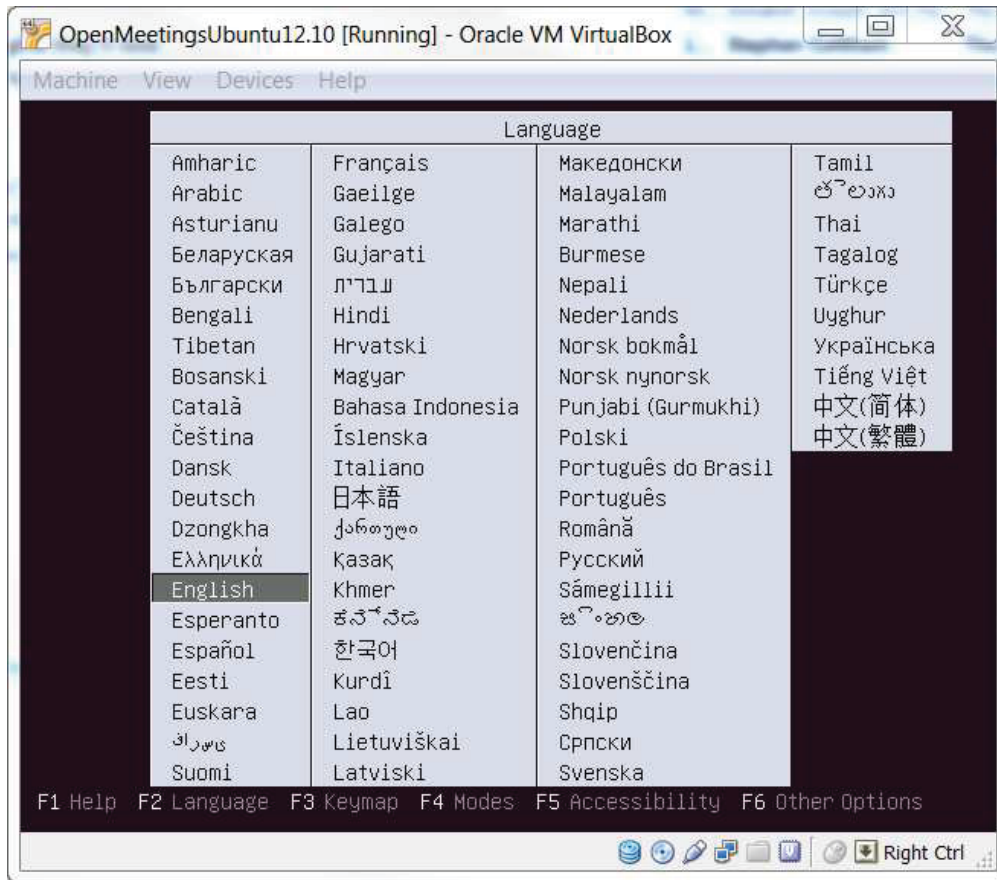 OpenMeetingsUbuntu12.10 [Running] - Oracle VM VirtualBox
Machine View Devices Help
Language
Amharic
Arabic
Asturianu
Беларуская
Български
Bengali
Tibetan
Bosanski
Català
Čeština
Dansk
Deutsch
Dzongkha
Ελληνικά
English
Esperanto
Español
Eesti
Euskara
Suomi
Français
Gaeilge
Galego
Gujarati
תירבע
Hindi
Hrvatski
Magyar
Bahasa Indonesia
Íslenska
Italiano
日本語
ქართული
Қазақ
Khmer
한국어
Kurdî
Lao
Lietuviškai
Latviski
Македонски
Malayalam
Marathi
Burmese
Nepali
Nederlands
Norsk bokmål
Norsk nynorsk
Punjabi (Gurmukhi)
Polski
Português do Brasil
Português
Română
Русский
Sámegillii
Slovenčina
Slovenščina
Shqip
Српски
Svenska
Tamil
Thai
Tagalog
Türkçe
Uyghur
Українська
Tiếng Việt
中文(简体)
中文(繁體)
F1 Help F2 Language F3 Keymap F4 Modes F5 Accessibility F6 Other Options
Right Ctrl